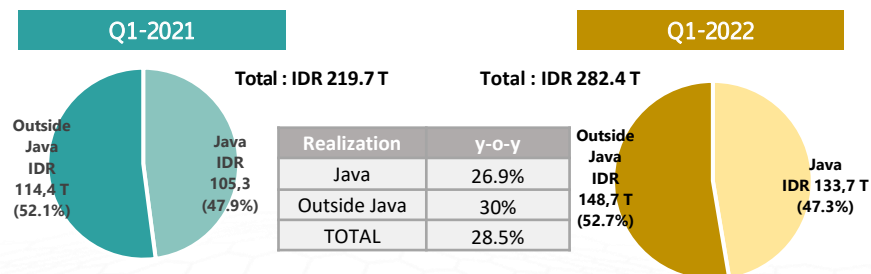 Q1-2021
Q1-2022
Total : IDR 219.7 T
Total : IDR 282.4 T
Outside
Java
IDR
114,4 T
(52.1%)
Java
IDR
105,3
(47.9%)
Realization y-o-y
Java 26.9%
Outside Java 30%
TOTAL 28.5%
Outside
Java
IDR
148,7 T
(52.7%)
Java
IDR 133,7 T
(47.3%)